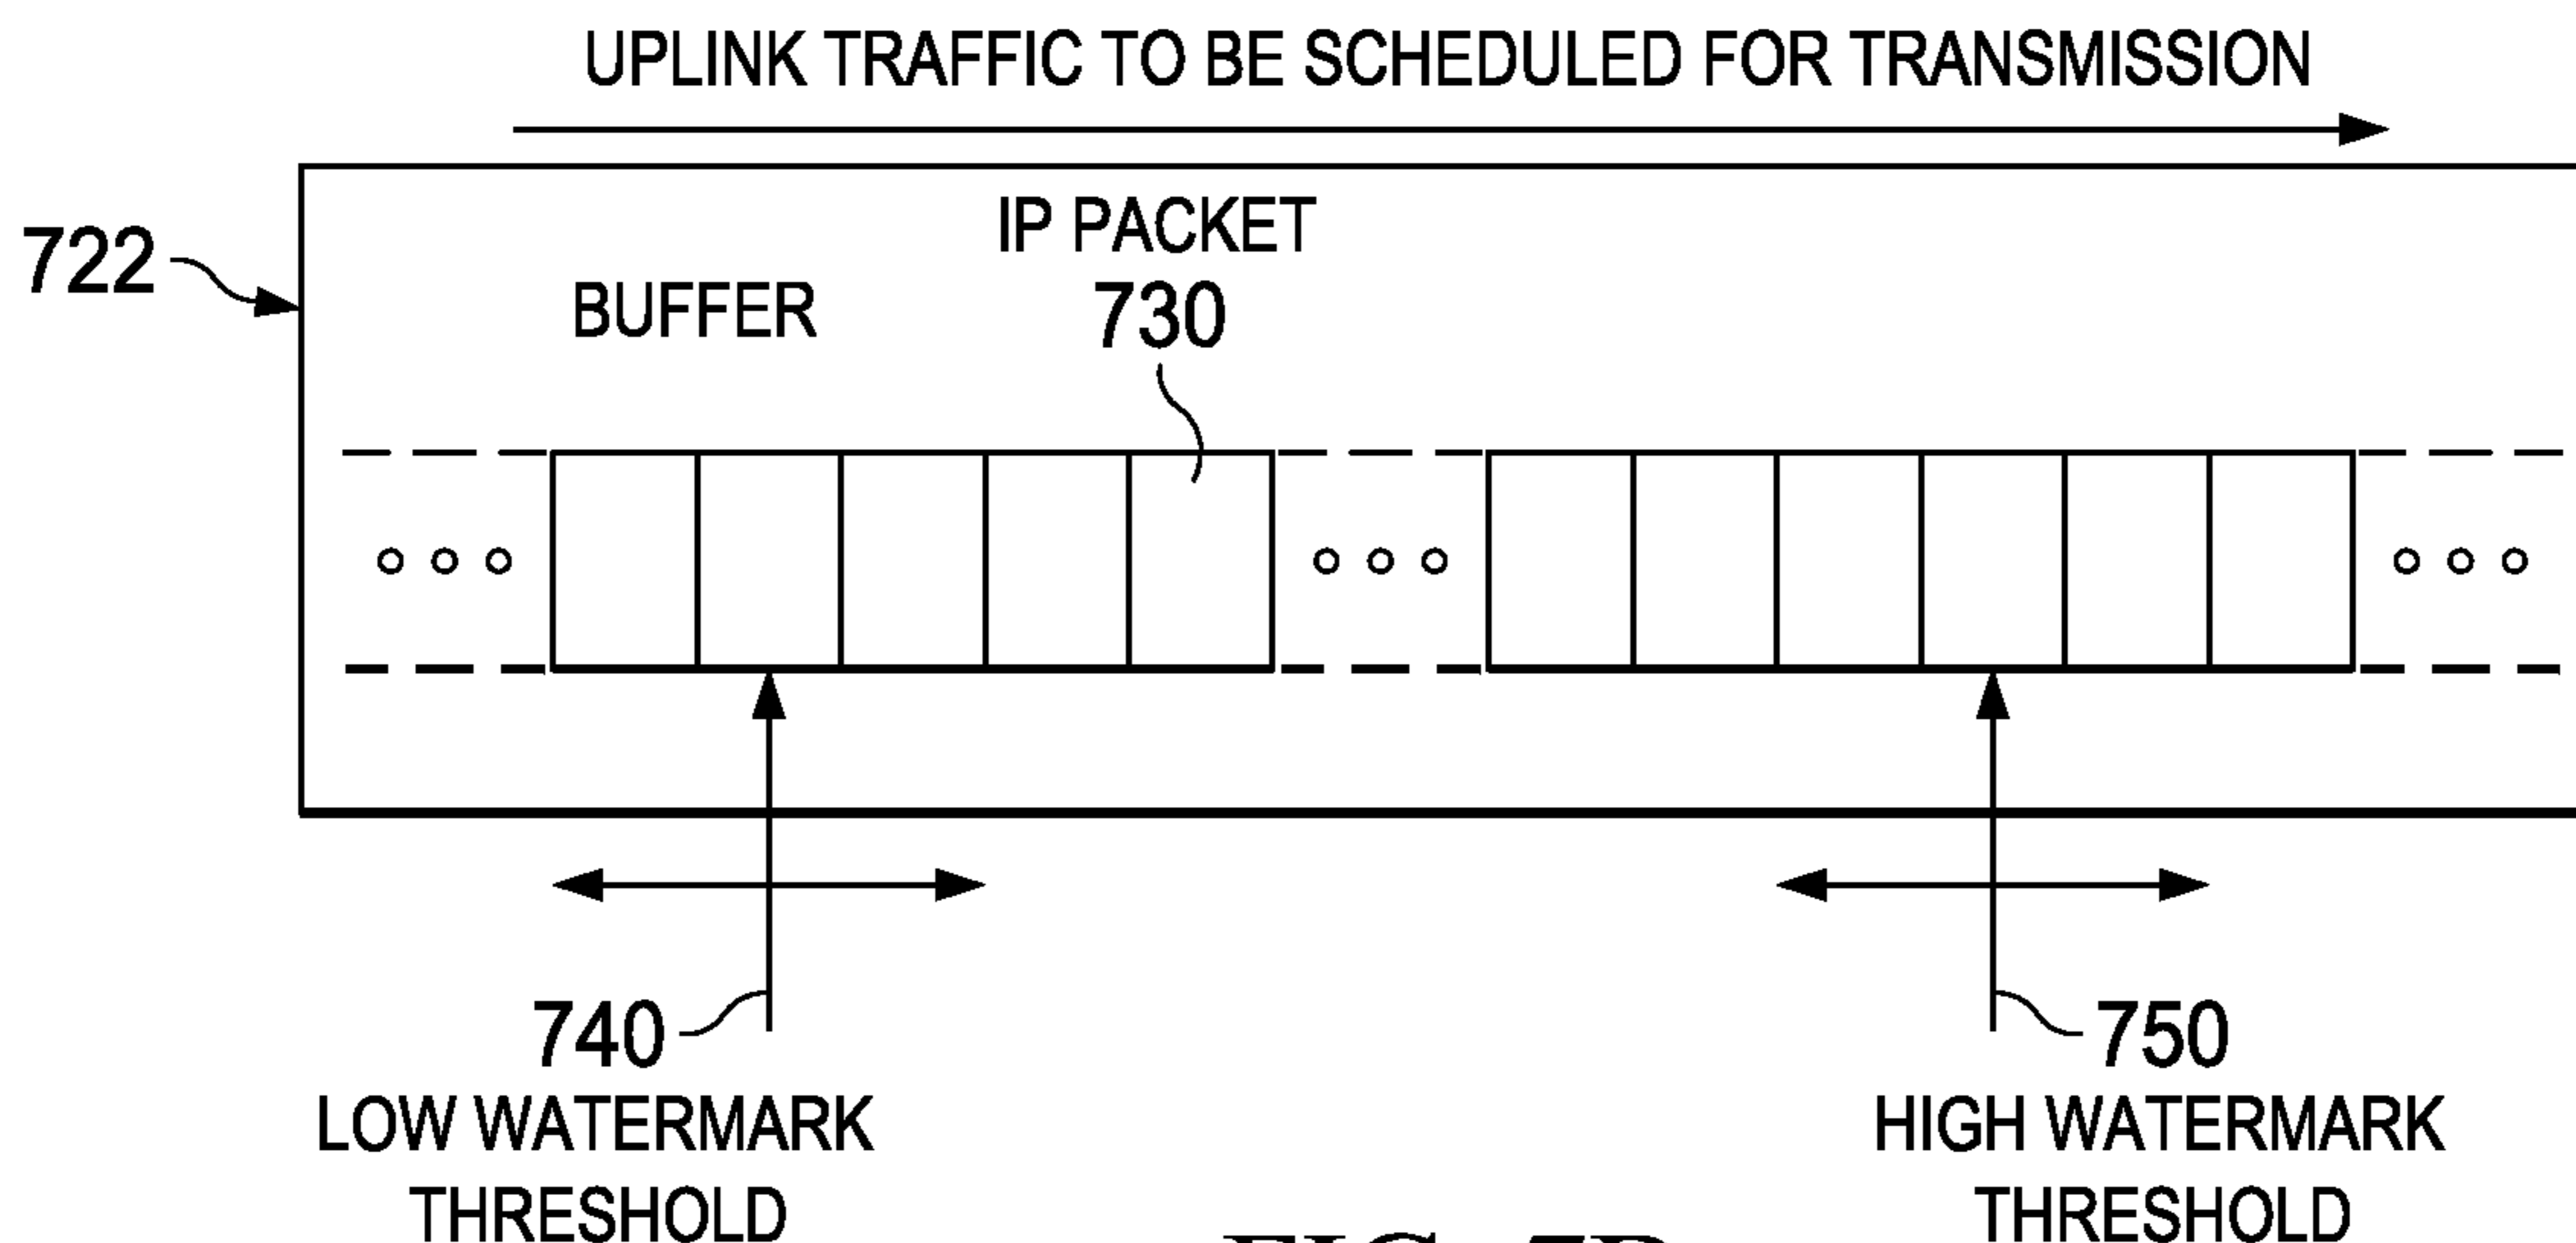 UPLINK TRAFFIC TO BE SCHEDULED FOR TRANSMISSION
722
BUFFER
IP PACKET
730
740
LOW WATERMARK
THRESHOLD
750
HIGH WATERMARK
THRESHOLD